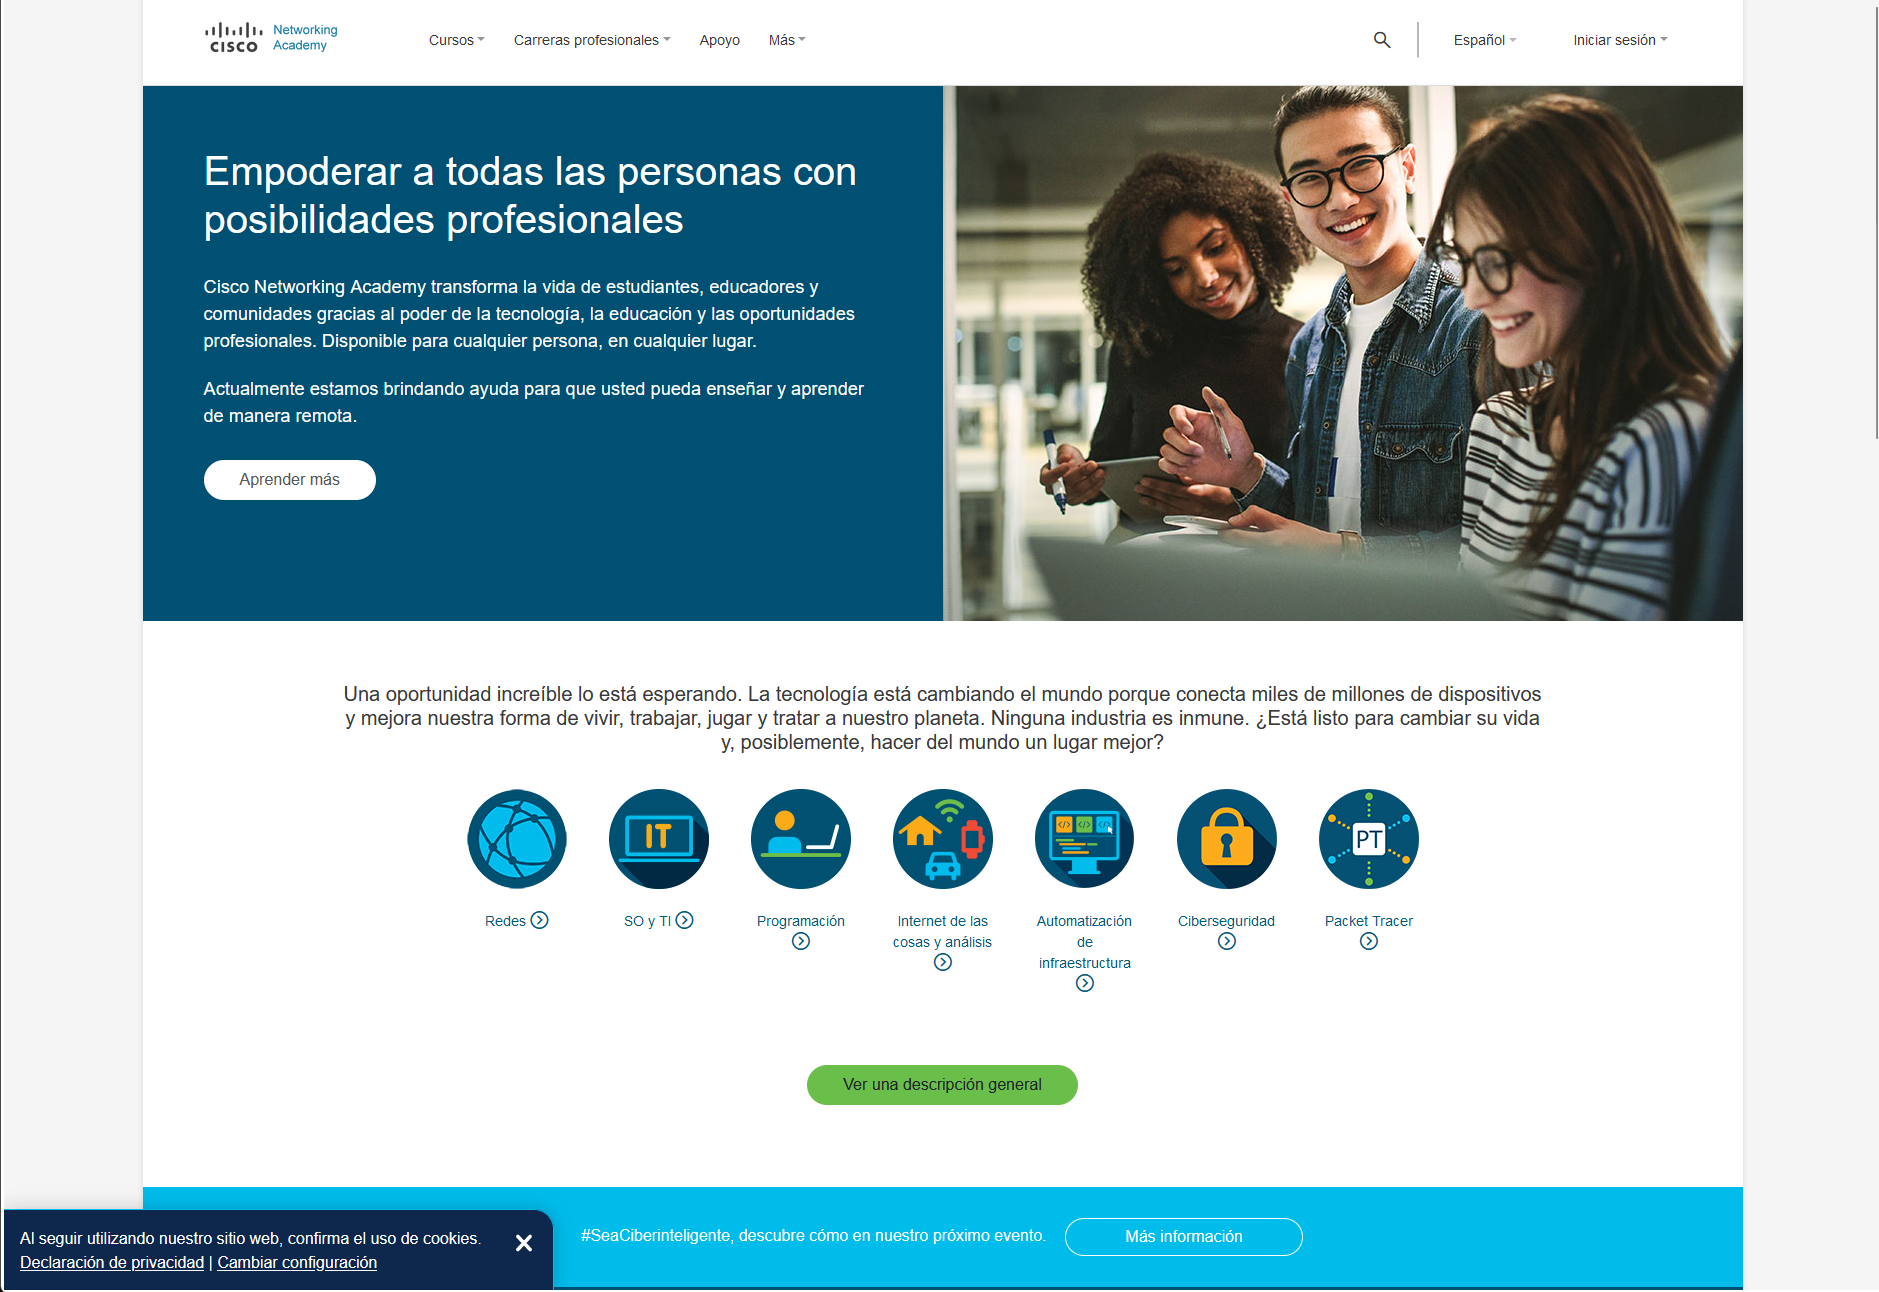 CISCO
Networking
Academy
Cursos
Carreras profesionales
Apoyo
Más
Español
Iniciar sesión
Empoderar a todas las personas con
posibilidades profesionales
Cisco Networking Academy transforma la vida de estudiantes, educadores y
comunidades gracias al poder de la tecnología, la educación y las oportunidades
profesionales. Disponible para cualquier persona, en cualquier lugar.
Actualmente estamos brindando ayuda para que usted pueda enseñar y aprender
de manera remota.
Aprender más
Una oportunidad increíble lo está esperando. La tecnología está cambiando el mundo porque conecta miles de millones de dispositivos
y mejora nuestra forma de vivir, trabajar, jugar y tratar a nuestro planeta. Ninguna industria es inmune. ¿Está listo para cambiar su vida
y, posiblemente, hacer del mundo un lugar mejor?
IT
</> </> </>
PT
Redes
SO y TI
Programación
Internet de las
cosas y análisis
Automatización
de
infraestructura
Ciberseguridad
Packet Tracer
Ver una descripción general
#SeaCiberinteligente, descubre cómo en nuestro próximo evento.
Más información
Al seguir utilizando nuestro sitio web, confirma el uso de cookies.
Declaración de privacidad | Cambiar configuración